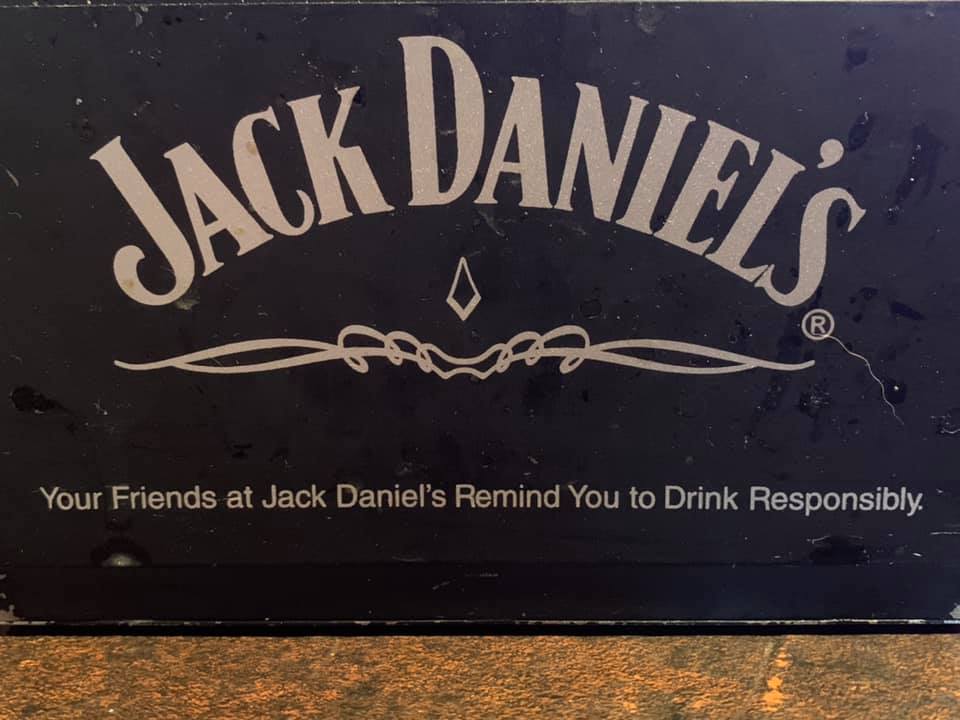 JACK DANIEL'S
®
Your Friends at Jack Daniel's Remind You to Drink Responsibly.